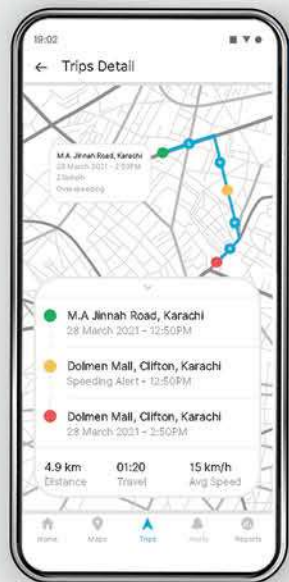 19:02
Trips Detail
M.A Jinnah Road, Karachi
28 March 2021 - 2:50PM
Overspeeding
M.A Jinnah Road, Karachi
28 March 2021 - 12:50PM
Dolmen Mall, Clifton, Karachi
Speeding Alert - 12:50PM
Dolmen Mall, Clifton, Karachi
28 March 2021 - 2:50PM
4.9 km 01:20 15 km/h
Distance Travel Avg Speed
Home Maps Trips Alerts Reports